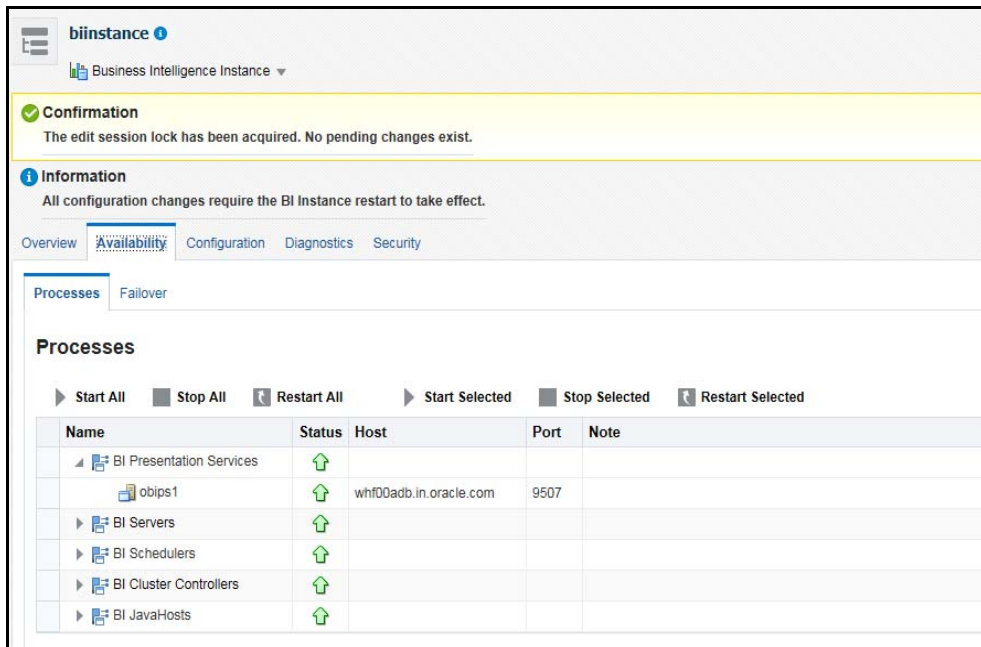 biinstance
Business Intelligence Instance
Confirmation
The edit session lock has been acquired. No pending changes exist.
Information
All configuration changes require the BI Instance restart to take effect.
Overview Availability Configuration Diagnostics Security
Processes Failover
Processes
Start All Stop All Restart All Start Selected Stop Selected Restart Selected
Name Status Host Port Note
BI Presentation Services
obips1 whf00adb.in.oracle.com 9507
BI Servers
BI Schedulers
BI Cluster Controllers
BI JavaHosts